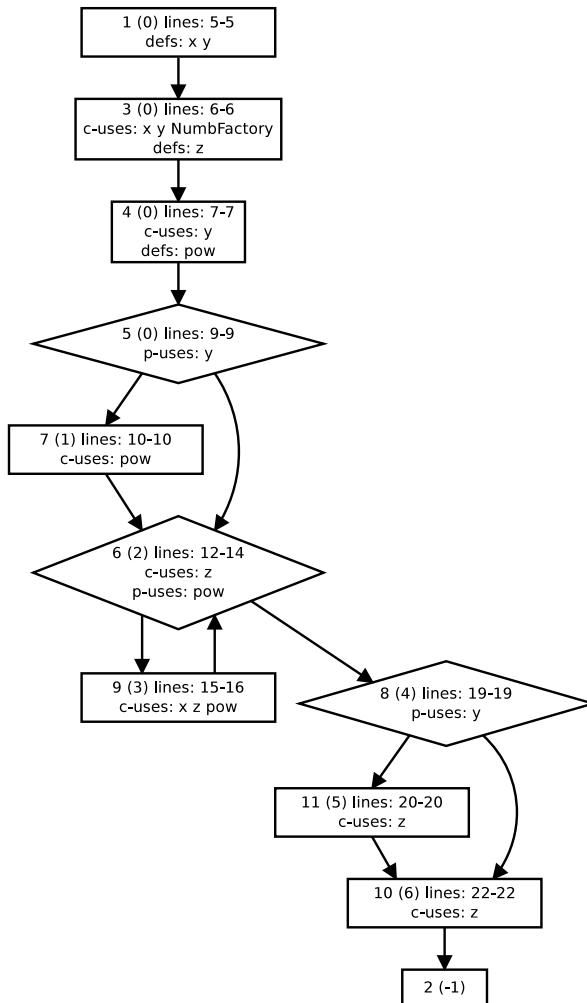 1 (0) lines: 5-5
defs: x y
3 (0) lines: 6-6
c-uses: x y NumbFactory
defs: z
4 (0) lines: 7-7
c-uses: y
defs: pow
5 (0) lines: 9-9
p-uses: y
7 (1) lines: 10-10
c-uses: pow
6 (2) lines: 12-14
c-uses: z
p-uses: pow
9 (3) lines: 15-16
c-uses: x z pow
8 (4) lines: 19-19
p-uses: y
11 (5) lines: 20-20
c-uses: z
10 (6) lines: 22-22
c-uses: z
2 (-1)